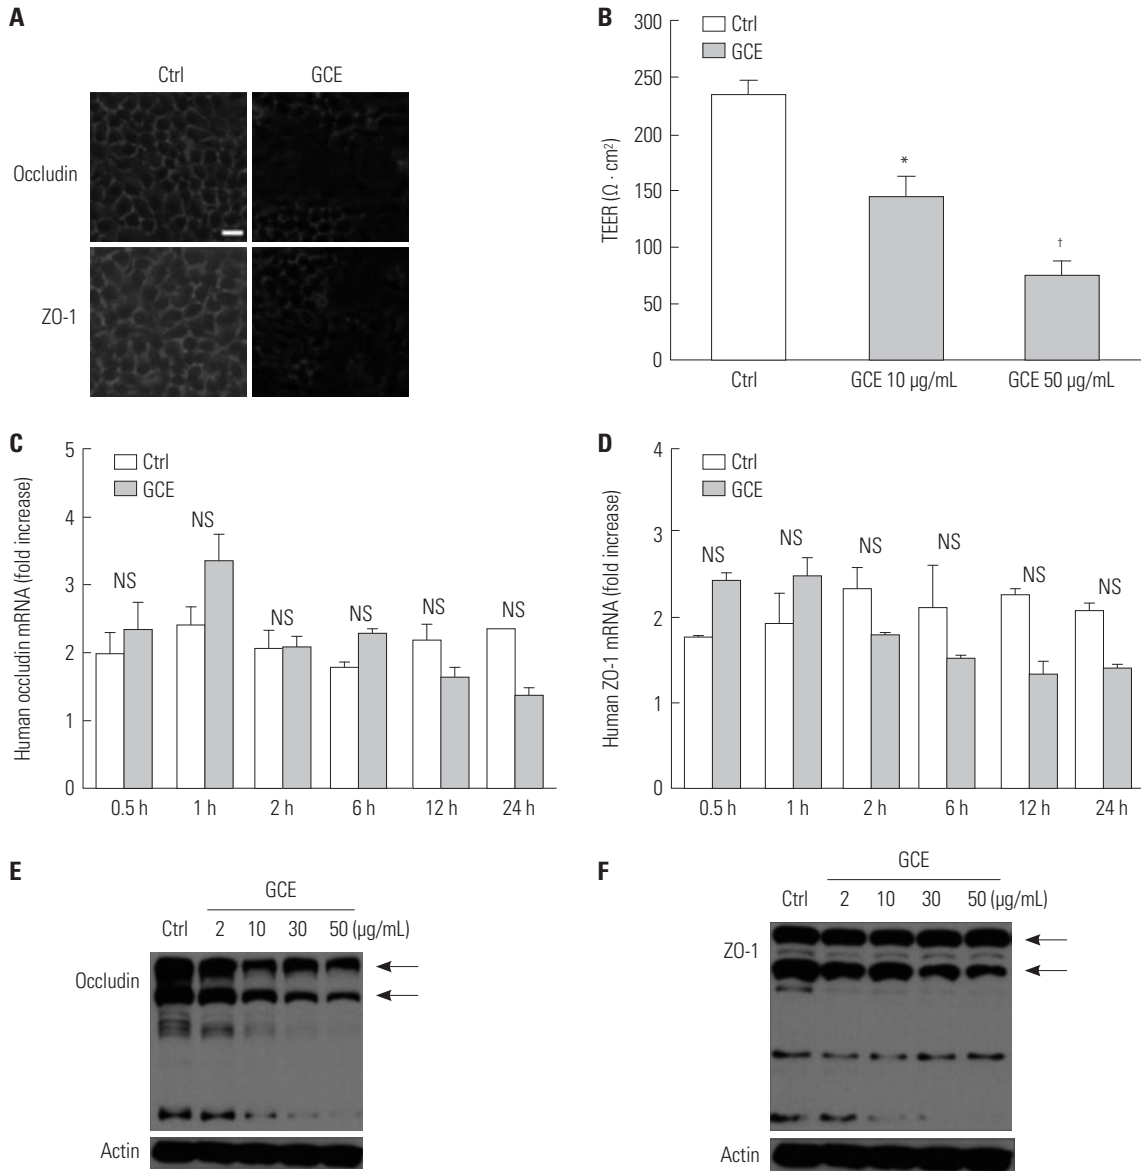 A
Ctrl GCE
Occludin
ZO-1
B
Ctrl
GCE
TEER (Ω · cm²)
300
250
200
150
100
50
0
*
†
Ctrl GCE 10 µg/mL GCE 50 µg/mL
C
Ctrl
GCE
Human occludin mRNA (fold increase)
5
4
3
2
1
0
NS NS NS NS NS NS
0.5 h 1 h 2 h 6 h 12 h 24 h
D
Ctrl
GCE
Human ZO-1 mRNA (fold increase)
4
3
2
1
0
NS NS NS NS NS NS
0.5 h 1 h 2 h 6 h 12 h 24 h
E
GCE
Ctrl 2 10 30 50 (µg/mL)
Occludin
Actin
F
GCE
Ctrl 2 10 30 50 (µg/mL)
ZO-1
Actin